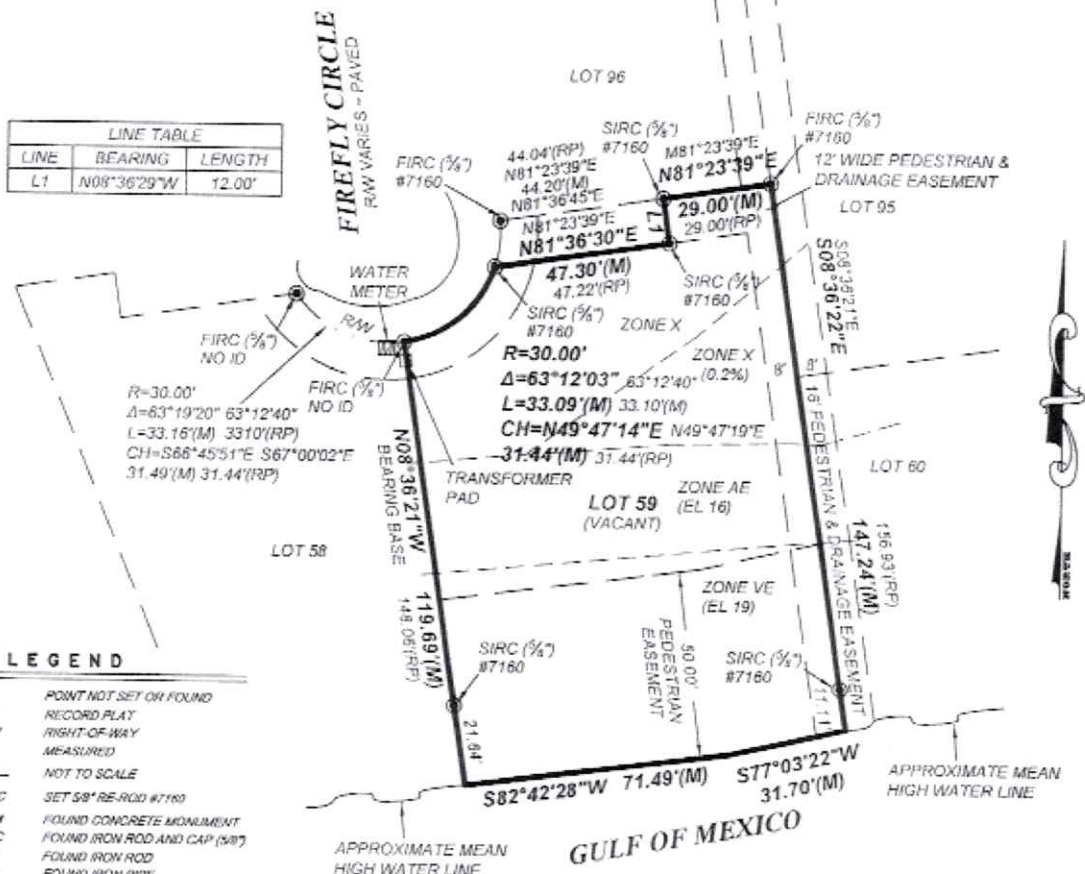 FIREFLY CIRCLE
R/W VARIES - PAVED
LOT 96
LINE TABLE
LINE BEARING LENGTH
L1 N08°36'29"W 12.00'
FIRC (5/8")
#7160
44.04'(RP)
N81°23'39"E
44.20'(M)
N81°36'45"E
SIRC (5/8")
#7160
M81°23'39"E
N81°23'39"E
FIRC (5/8")
#7160
12' WIDE PEDESTRIAN &
DRAINAGE EASEMENT
LOT 95
L1
29.00'(M)
29.00'(RP)
N81°23'39"E
N81°36'30"E
47.30'(M)
47.22'(RP)
SIRC (5/8")
#7160
S08°36'21"E
S08°36'22"E
WATER
METER
R/W
SIRC (5/8")
#7160
ZONE X
FIRC (5/8")
NO ID
FIRC (5/8")
NO ID
R=30.00'
Δ=63°12'03" 63°12'40"
L=33.09'(M) 33.10'(M)
CH=N49°47'14"E N49°47'19"E
31.44'(M) 31.44'(RP)
ZONE X
(0.2%)
8' 8'
R=30.00'
Δ=63°19'20" 63°12'40"
L=33.16'(M) 3310'(RP)
CH=S66°45'51"E S67°00'02"E
31.49'(M) 31.44'(RP)
N08°36'21"W
BEARING BASE
TRANSFORMER
PAD
16' PEDESTRIAN & DRAINAGE EASEMENT
LOT 60
LOT 59
(VACANT)
ZONE AE
(EL 16)
LOT 58
156.93'(RP)
147.24'(M)
ZONE VE
(EL 19)
119.69'(M)
148.06'(RP)
50.00'
PEDESTRIAN
EASEMENT
SIRC (5/8")
#7160
SIRC (5/8")
#7160
11.11'
21.64'
LEGEND
POINT NOT SET OR FOUND
RECORD PLAT
RIGHT-OF-WAY
MEASURED
NOT TO SCALE
SET 5/8" RE-ROD #7160
FOUND CONCRETE MONUMENT
FOUND IRON ROD AND CAP (5/8")
FOUND IRON ROD
FOUND IRON PIPE
S82°42'28"W 71.49'(M)
S77°03'22"W
31.70'(M)
APPROXIMATE MEAN
HIGH WATER LINE
GULF OF MEXICO
APPROXIMATE MEAN
HIGH WATER LINE